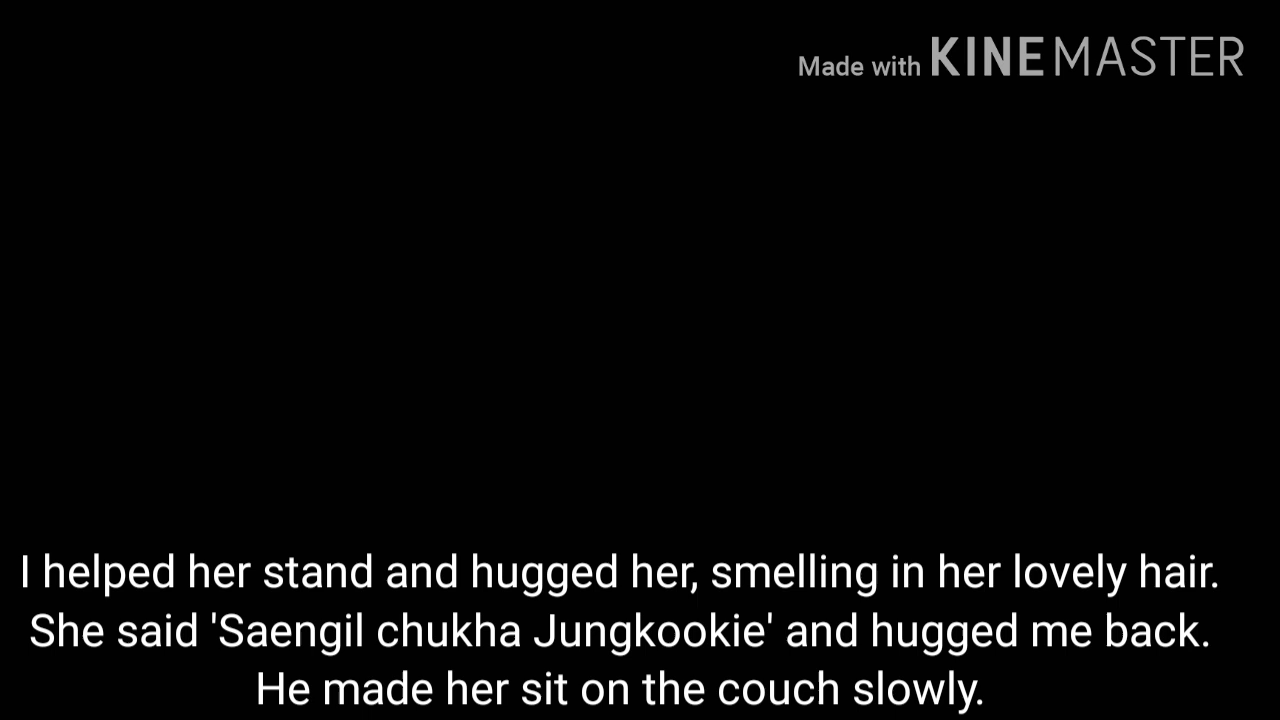 Made with KINEMASTER
I helped her stand and hugged her, smelling in her lovely hair.
She said 'Saengil chukha Jungkookie' and hugged me back.
He made her sit on the couch slowly.